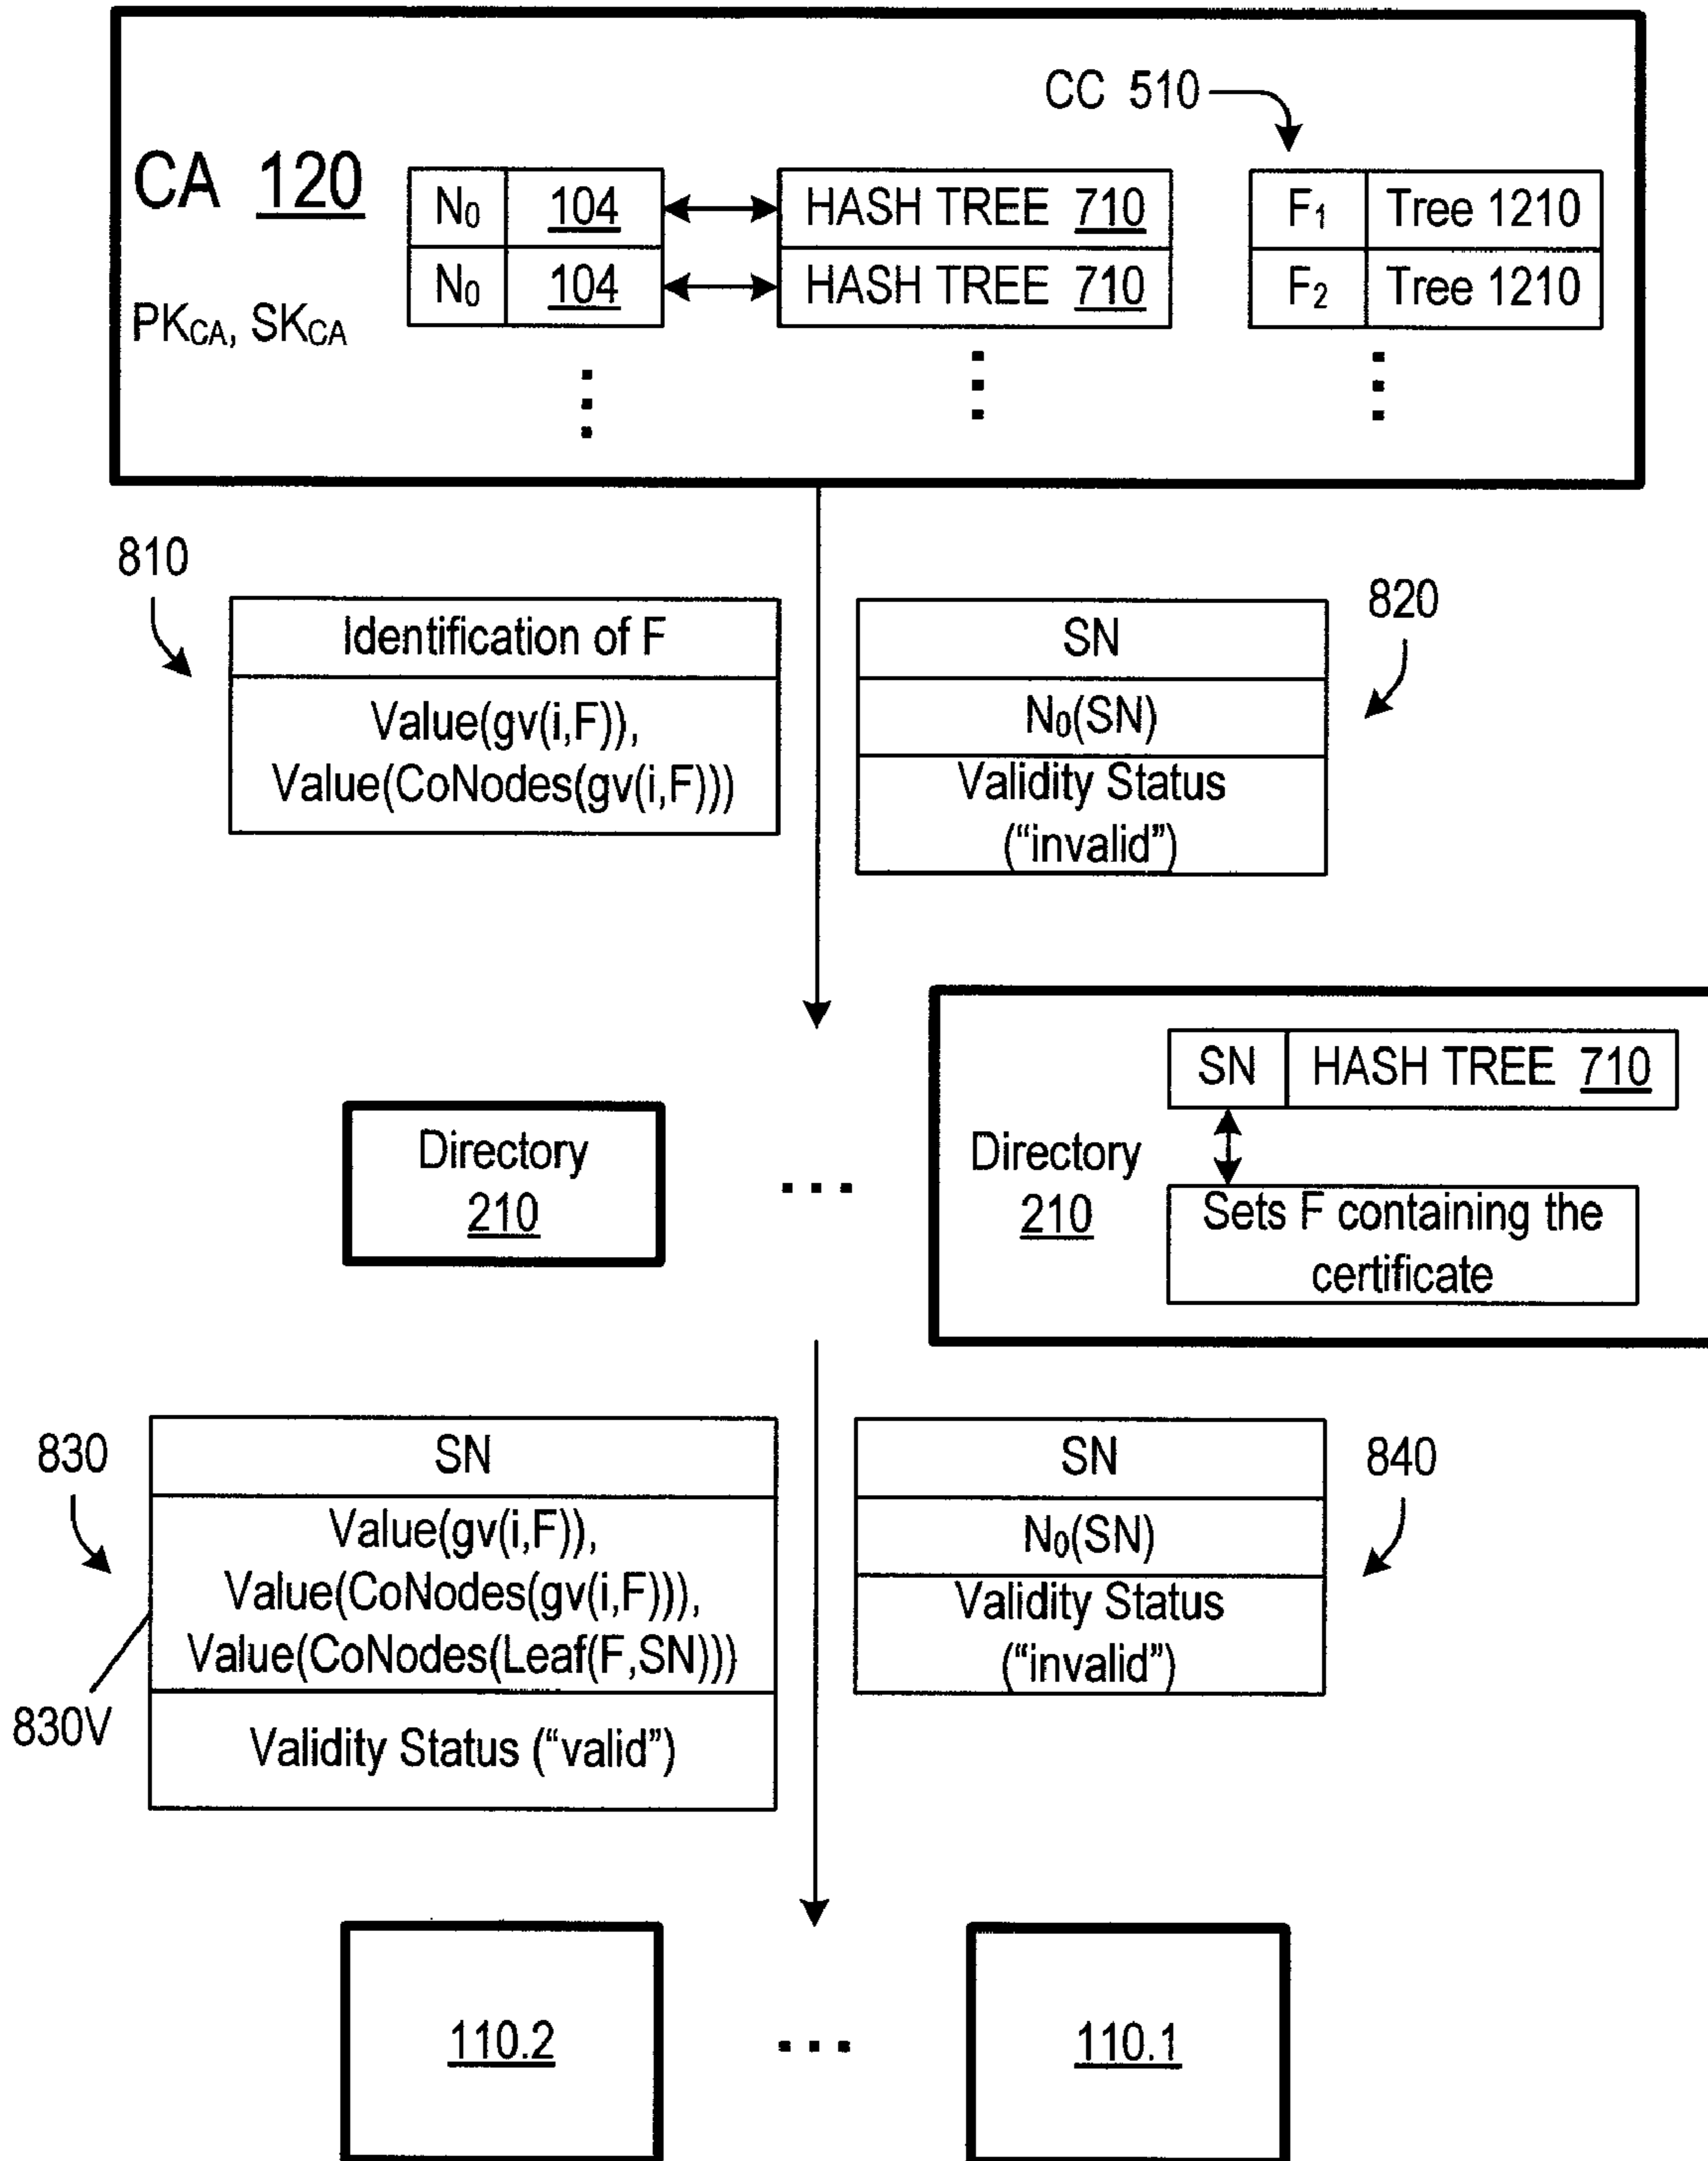 CC 510
CA 120
N₀ 104 HASH TREE 710 F₁ Tree 1210
N₀ 104 HASH TREE 710 F₂ Tree 1210
PK_CA, SK_CA
810
Identification of F
Value(gv(i,F)),
Value(CoNodes(gv(i,F)))
820
SN
N₀(SN)
Validity Status
(“invalid”)
Directory
210
...
Directory
210
SN HASH TREE 710
Sets F containing the
certificate
830
SN
Value(gv(i,F)),
Value(CoNodes(gv(i,F))),
Value(CoNodes(Leaf(F,SN)))
830V
Validity Status (“valid”)
840
SN
N₀(SN)
Validity Status
(“invalid”)
110.2 ... 110.1